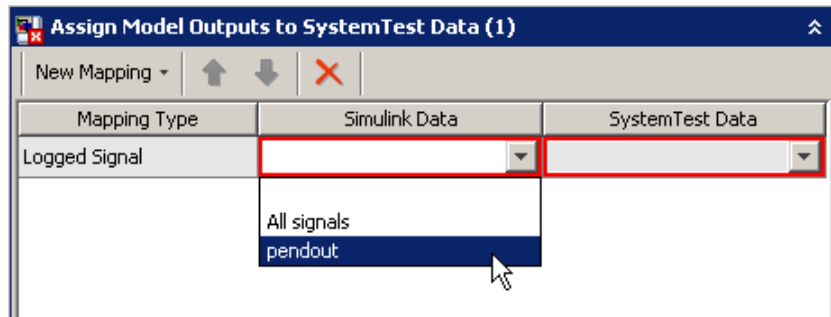 Assign Model Outputs to SystemTest Data (1)
New Mapping
Mapping Type Simulink Data SystemTest Data
Logged Signal
All signals
pendout